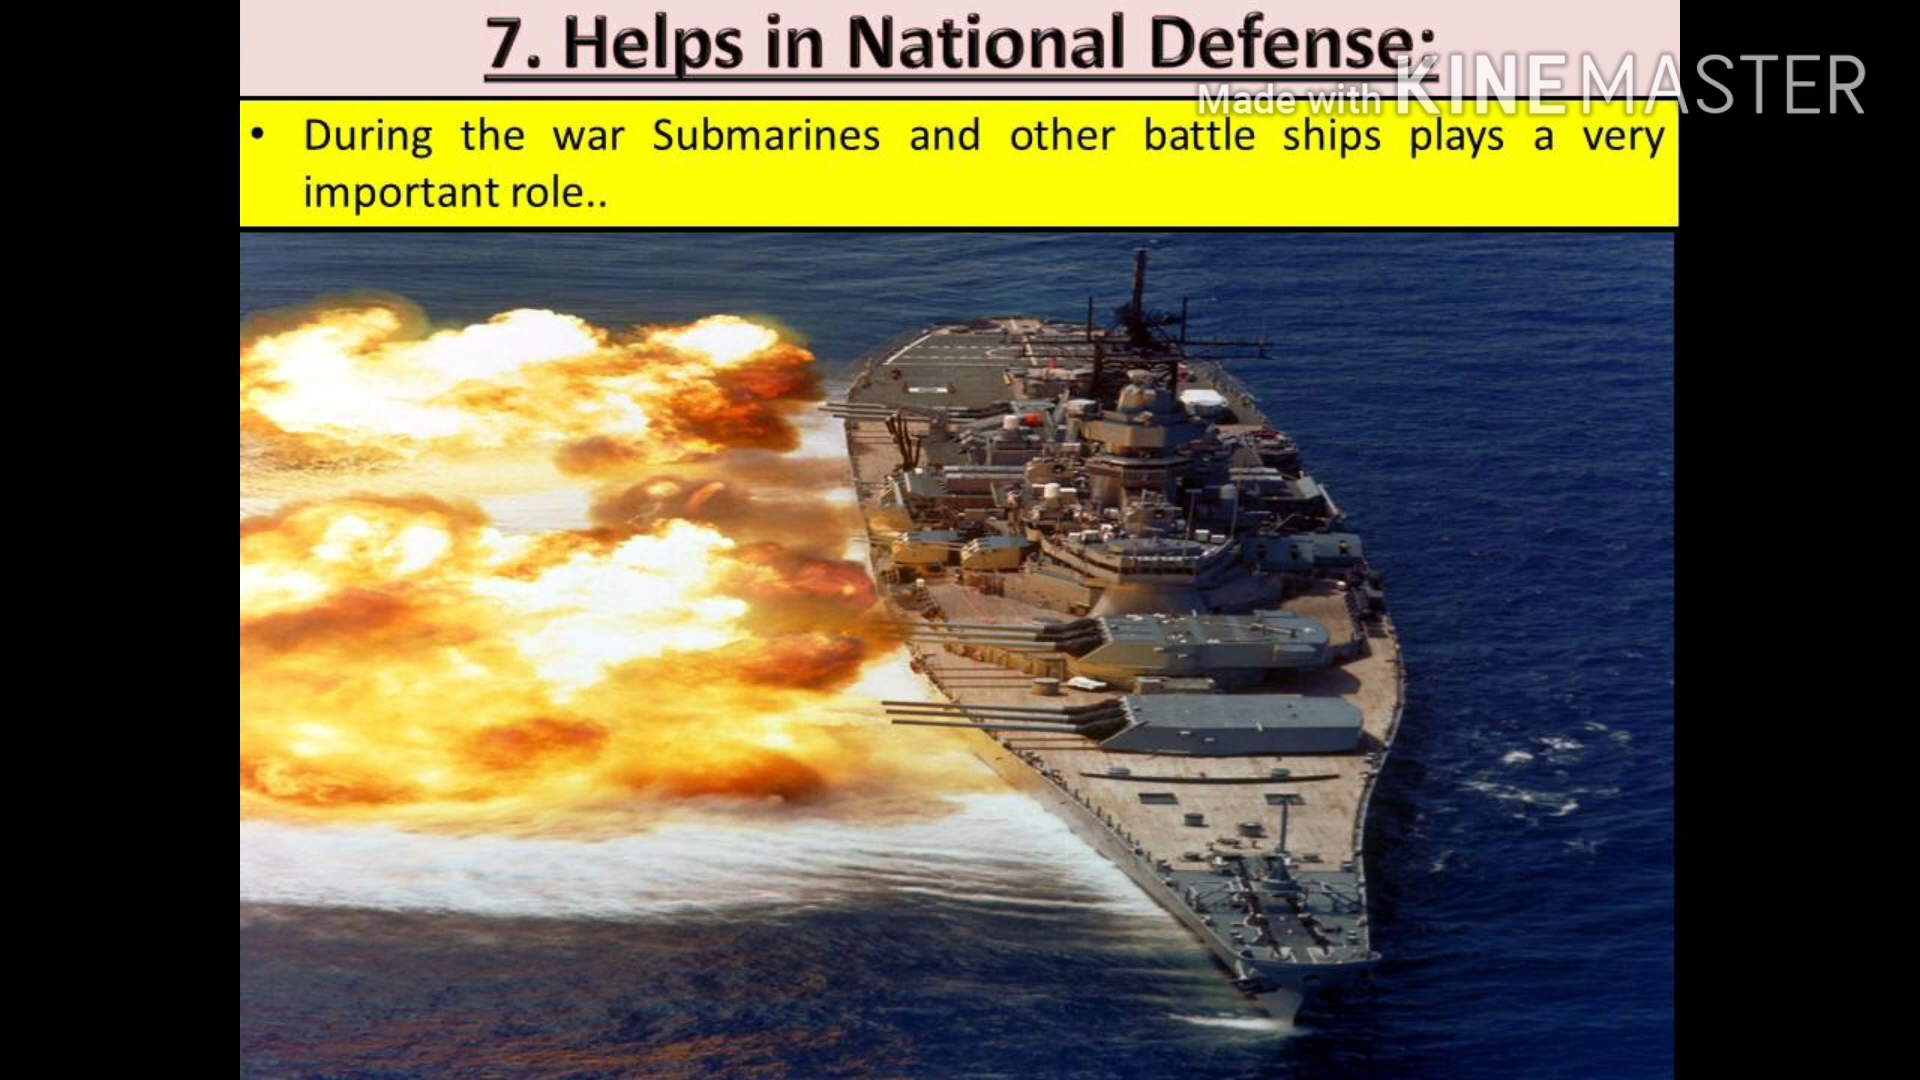 7. Helps in National Defense:
Made with KINEMASTER
• During the war Submarines and other battle ships plays a very
important role..